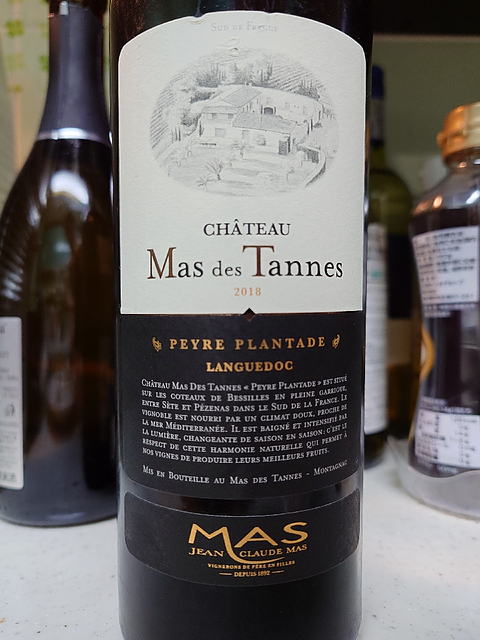 SUD DE FRANCE
CHÂTEAU
MAS DES TANNES
2018
PEYRE PLANTADE
LANGUEDOC
CHÂTEAU MAS DES TANNES « PEYRE PLANTADE » EST SITUÉ
SUR LES COTEAUX DE BESSILLES EN PLEINE GARRIGUE,
ENTRE SÈTE ET PÉZENAS DANS LE SUD DE LA FRANCE. LE
VIGNOBLE EST NOURRI PAR UN CLIMAT DOUX, PROCHE DE
LA MER MÉDITERRANÉE. IL EST BAIGNÉ ET INTENSIFIÉ PAR
LA LUMIÈRE, CHANGEANTE DE SAISON EN SAISON: C'EST LE
RESPECT DE CETTE HARMONIE NATURELLE QUI PERMET À
NOS VIGNES DE PRODUIRE LEURS MEILLEURS FRUITS.
MIS EN BOUTEILLE AU MAS DES TANNES - MONTAGNAC
MAS
JEAN CLAUDE MAS
VIGNERONS DE PÈRE EN FILLES
DEPUIS 1892